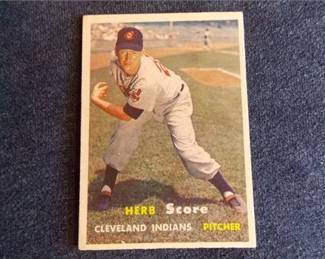 HERB Score
CLEVELAND INDIANS PITCHER